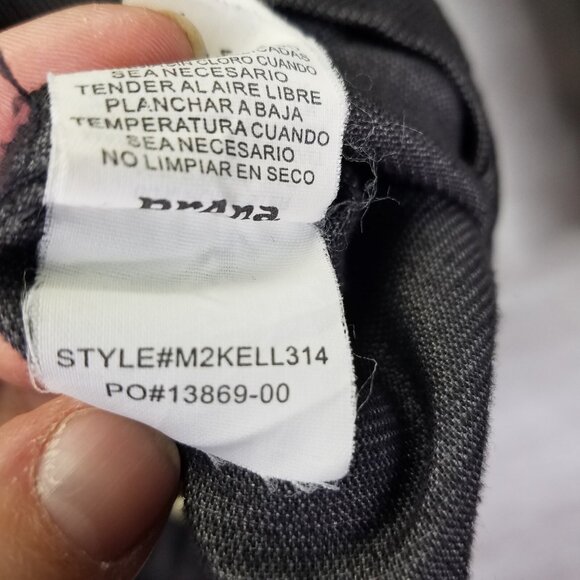 CLORO CUANDO
SEA NECESARIO
TENDER AL AIRE LIBRE
PLANCHAR A BAJA
TEMPERATURA CUANDO
SEA NECESARIO
NO LIMPIAR EN SECO
prAna
STYLE#M2KELL314
PO#13869-00